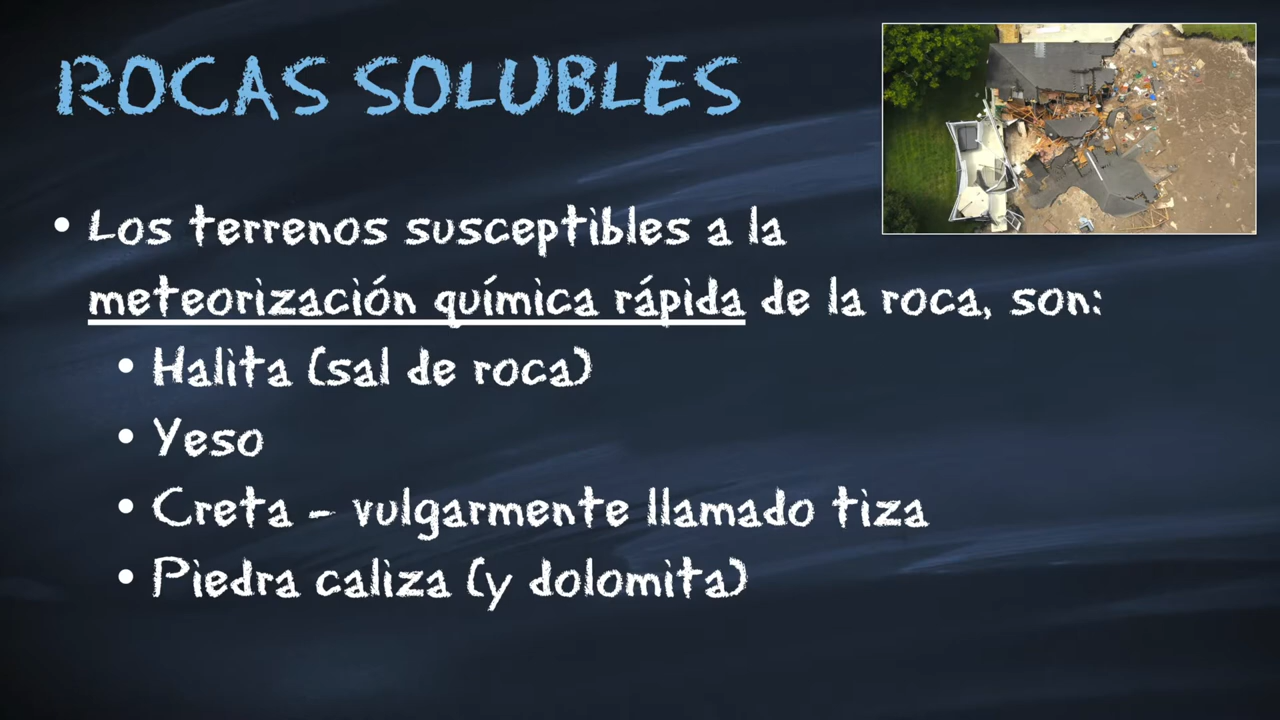 ROCAS SOLUBLES
• Los terrenos susceptibles a la
meteorización química rápida de la roca, son:
• Halita (sal de roca)
• Yeso
• Creta - vulgarmente llamado tiza
• Piedra caliza (y dolomita)